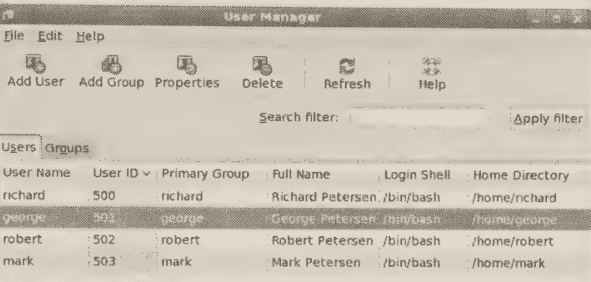 User Manager
File Edit Help
Add User Add Group Properties Delete Refresh Help
Search filter: Apply filter
Users Groups
User Name User ID Primary Group Full Name Login Shell Home Directory
richard 500 richard Richard Petersen /bin/bash /home/richard
george 501 george George Petersen /bin/bash /home/george
robert 502 robert Robert Petersen /bin/bash /home/robert
mark 503 mark Mark Petersen /bin/bash /home/mark